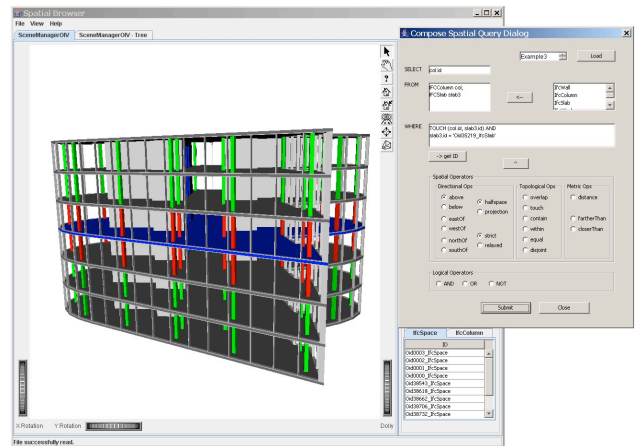 Spatial Browser
File View Help
SceneManagerOIV SceneManagerOIV - Tree
Compose Spatial Query Dialog
Example3 Load
SELECT col.id
FROM IFCColumn col,
IFCSlab slab3
<--
IfcWall
IfcColumn
IfcSlab
WHERE TOUCH (col.id, slab3.id) AND
slab3.id = 'Oid35219_IfcSlab'
-> get ID
^
Spatial Operators
Directional Ops Topological Ops Metric Ops
above halfspace overlap distance
below projection touch
eastOf contain fartherThan
westOf within closerThan
northOf strict equal
southOf relaxed disjoint
Logical Operators
AND OR NOT
Submit Close
IfcSpace IfcColumn
ID
Oid0003_IfcSpace
Oid0002_IfcSpace
Oid0001_IfcSpace
Oid0000_IfcSpace
Oid38543_IfcSpace
Oid38618_IfcSpace
Oid38662_IfcSpace
Oid38706_IfcSpace
Oid38732_IfcSpace
X Rotation Y Rotation Dolly
File successfully read.